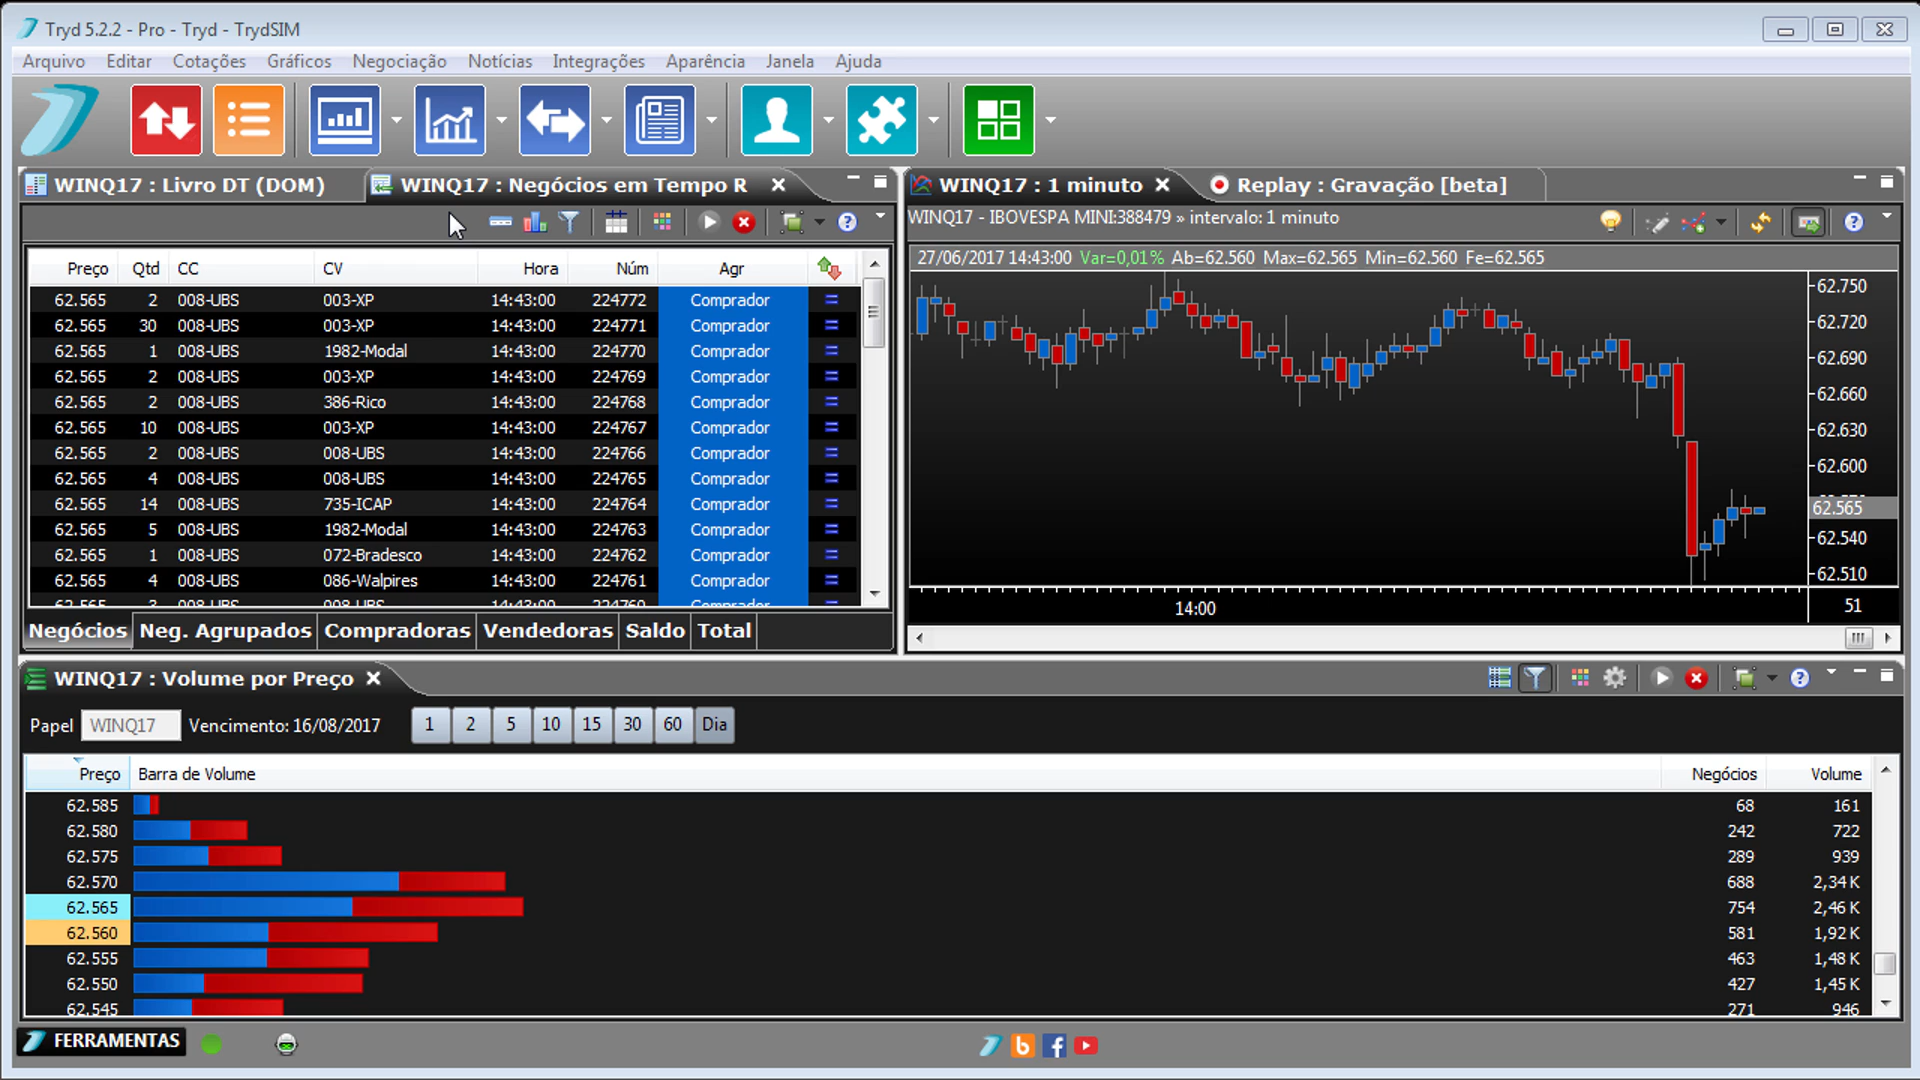 Tryd 5.2.2 - Pro - Tryd - TrydSIM
Arquivo Editar Cotações Gráficos Negociação Notícias Integrações Aparência Janela Ajuda
WINQ17 : Livro DT (DOM) WINQ17 : Negócios em Tempo R
Preço Qtd CC CV Hora Núm Agr
62.565 2 008-UBS 003-XP 14:43:00 224772 Comprador
62.565 30 008-UBS 003-XP 14:43:00 224771 Comprador
62.565 1 008-UBS 1982-Modal 14:43:00 224770 Comprador
62.565 2 008-UBS 003-XP 14:43:00 224769 Comprador
62.565 2 008-UBS 386-Rico 14:43:00 224768 Comprador
62.565 10 008-UBS 003-XP 14:43:00 224767 Comprador
62.565 2 008-UBS 008-UBS 14:43:00 224766 Comprador
62.565 4 008-UBS 008-UBS 14:43:00 224765 Comprador
62.565 14 008-UBS 735-ICAP 14:43:00 224764 Comprador
62.565 5 008-UBS 1982-Modal 14:43:00 224763 Comprador
62.565 1 008-UBS 072-Bradesco 14:43:00 224762 Comprador
62.565 4 008-UBS 086-Walpires 14:43:00 224761 Comprador
62.565 3 008-UBS 008-UBS 14:43:00 224760 Comprador
Negócios Neg. Agrupados Compradoras Vendedoras Saldo Total
WINQ17 : 1 minuto Replay : Gravação [beta]
WINQ17 - IBOVESPA MINI:388479 » intervalo: 1 minuto
27/06/2017 14:43:00 Var=0,01% Ab=62.560 Max=62.565 Min=62.560 Fe=62.565
62.750
62.720
62.690
62.660
62.630
62.600
62.565
62.540
62.510
14:00 51
WINQ17 : Volume por Preço
Papel WINQ17 Vencimento: 16/08/2017 1 2 5 10 15 30 60 Dia
Preço Barra de Volume Negócios Volume
62.585 68 161
62.580 242 722
62.575 289 939
62.570 688 2,34 K
62.565 754 2,46 K
62.560 581 1,92 K
62.555 463 1,48 K
62.550 427 1,45 K
62.545 271 946
FERRAMENTAS